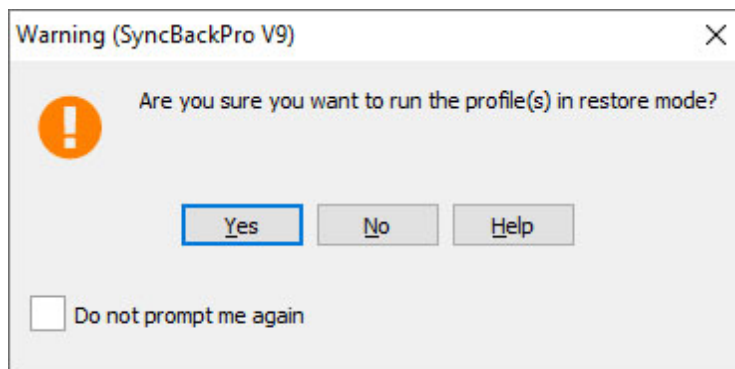 Warning (SyncBackPro V9)
Are you sure you want to run the profile(s) in restore mode?
Yes No Help
Do not prompt me again